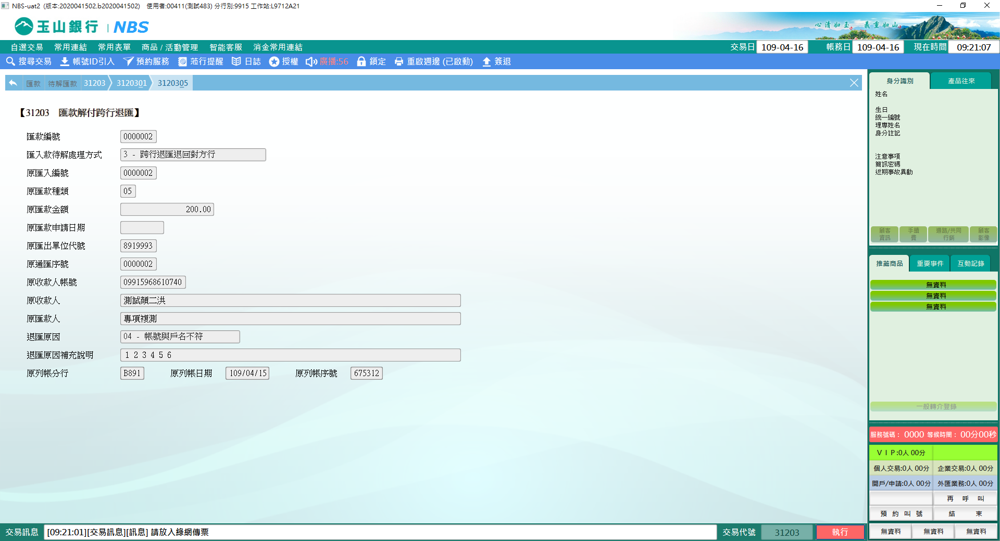 NBS-uat2 (版本:2020041502.b2020041502) 使用者:00411(測試483) 分行別:9915 工作站:L9712A21
玉山銀行 | NBS
心清如玉。 義重如山。
自選交易 常用連結 常用表單 商品 / 活動管理 智能客服 消金常用連結 交易日 109-04-16 帳務日 109-04-16 現在時間 09:21:07
搜尋交易 帳號ID引入 預約服務 蒞行提醒 日誌 授權 廣播:56 鎖定 重啟週邊 (已啟動) 簽退
匯款 待解匯款 31203 3120301 3120305
【31203 匯款解付跨行退匯】
匯款編號 0000002
匯入款待解處理方式 3 - 跨行退匯退回對方行
原匯入編號 0000002
原匯款種類 05
原匯款金額 200.00
原匯款申請日期
原匯出單位代號 8919993
原通匯序號 0000002
原收款人帳號 09915968610740
原收款人 測試顏二洪
原匯款人 專項複測
退匯原因 04 - 帳號與戶名不符
退匯原因補充說明 1 2 3 4 5 6
原列帳分行 B891 原列帳日期 109/04/15 原列帳序號 675312
身分識別 產品往來
姓名
生日
統一編號
理專姓名
身分註記
注意事項
簡訊密碼
近期事故異動
顧客資訊 手續費 通路/共同行銷 顧客影像
推薦商品 重要事件 互動記錄
無資料
無資料
無資料
一般轉介登錄
服務號碼： 0000 等候時間： 00分00秒
ＶＩＰ:0人 00分
個人交易:0人 00分 企業交易:0人 00分
開戶/申請:0人 00分 外匯業務:0人 00分
再 呼 叫
預 約 叫 號 結 束
無資料 無資料 無資料
交易訊息 [09:21:01][交易訊息][訊息] 請放入綠網傳票 交易代號 31203 執行